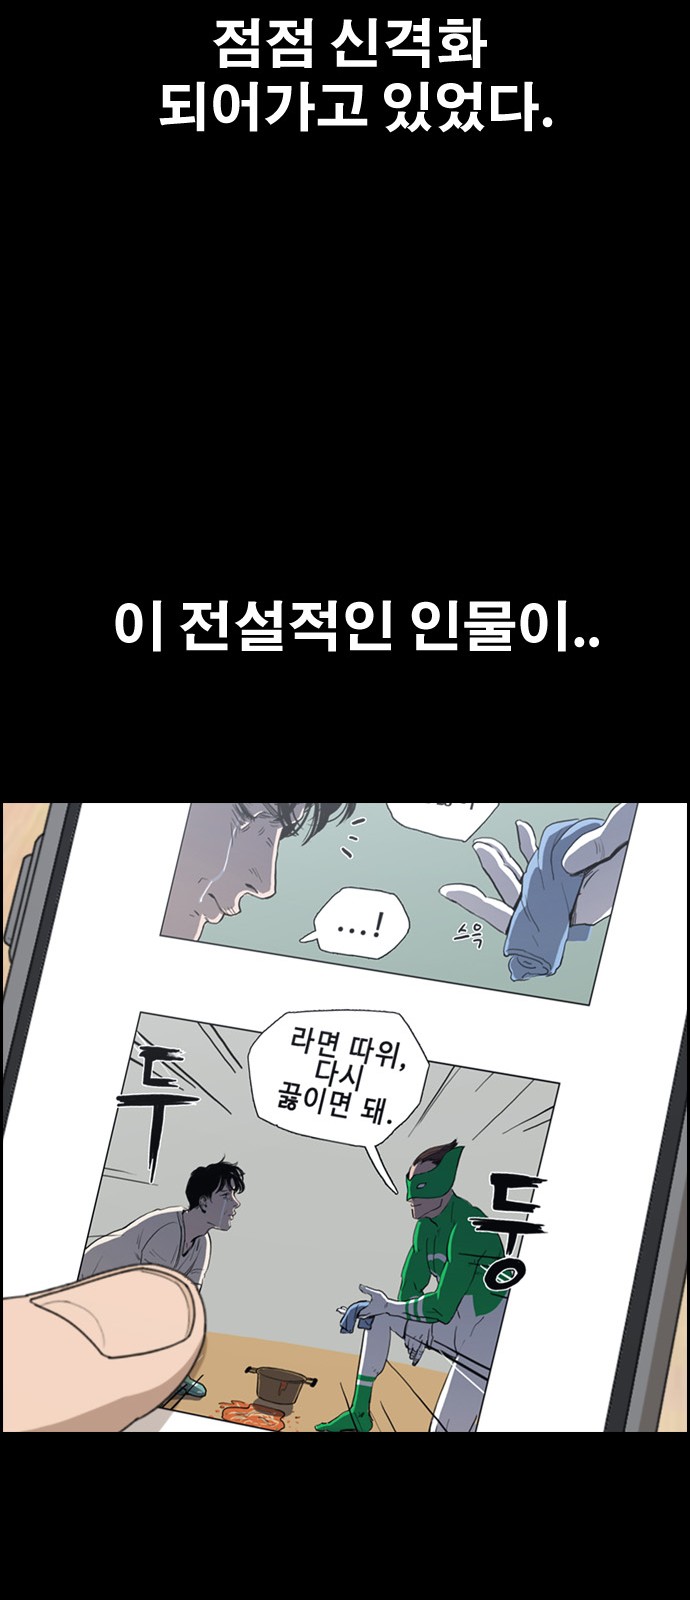 점점 신격화
되어가고 있었다.
이 전설적인 인물이..
...!
스윽
라면 따위,
다시
끓이면 돼.
두
둥